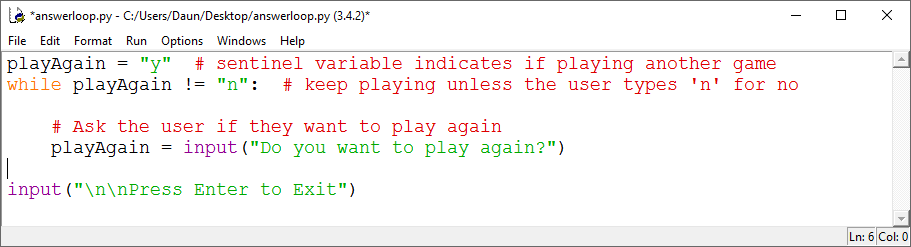 *answerloop.py - C:/Users/Daun/Desktop/answerloop.py (3.4.2)*
File Edit Format Run Options Windows Help
playAgain = "y"  # sentinel variable indicates if playing another game
while playAgain != "n":  # keep playing unless the user types 'n' for no
    # Ask the user if they want to play again
    playAgain = input("Do you want to play again?")
input("\n\nPress Enter to Exit")
Ln: 6 Col: 0